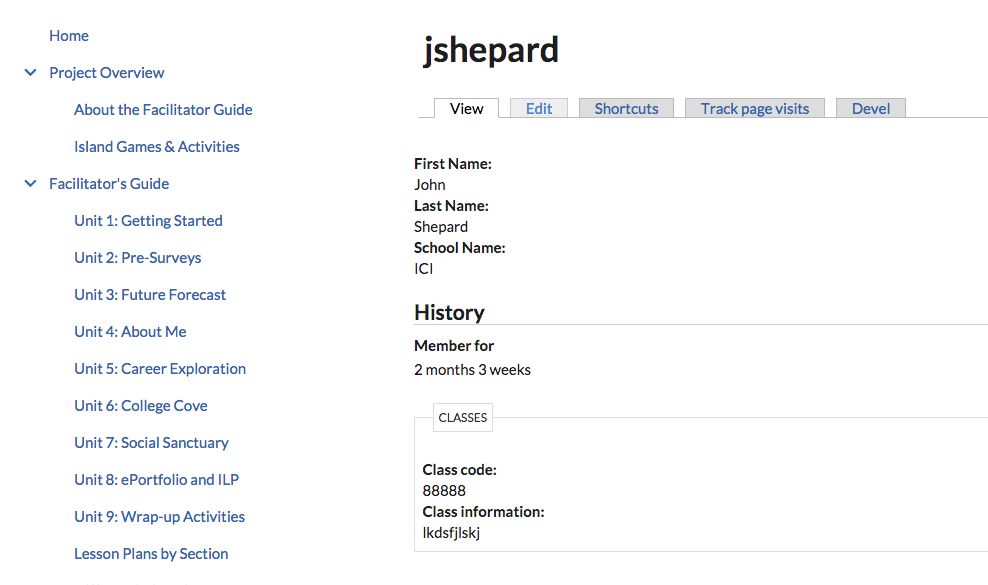 Home
Project Overview
About the Facilitator Guide
Island Games & Activities
Facilitator's Guide
Unit 1: Getting Started
Unit 2: Pre-Surveys
Unit 3: Future Forecast
Unit 4: About Me
Unit 5: Career Exploration
Unit 6: College Cove
Unit 7: Social Sanctuary
Unit 8: ePortfolio and ILP
Unit 9: Wrap-up Activities
Lesson Plans by Section
jshepard
View Edit Shortcuts Track page visits Devel
First Name:
John
Last Name:
Shepard
School Name:
ICI
History
Member for
2 months 3 weeks
CLASSES
Class code:
88888
Class information:
lkdsfjlskj